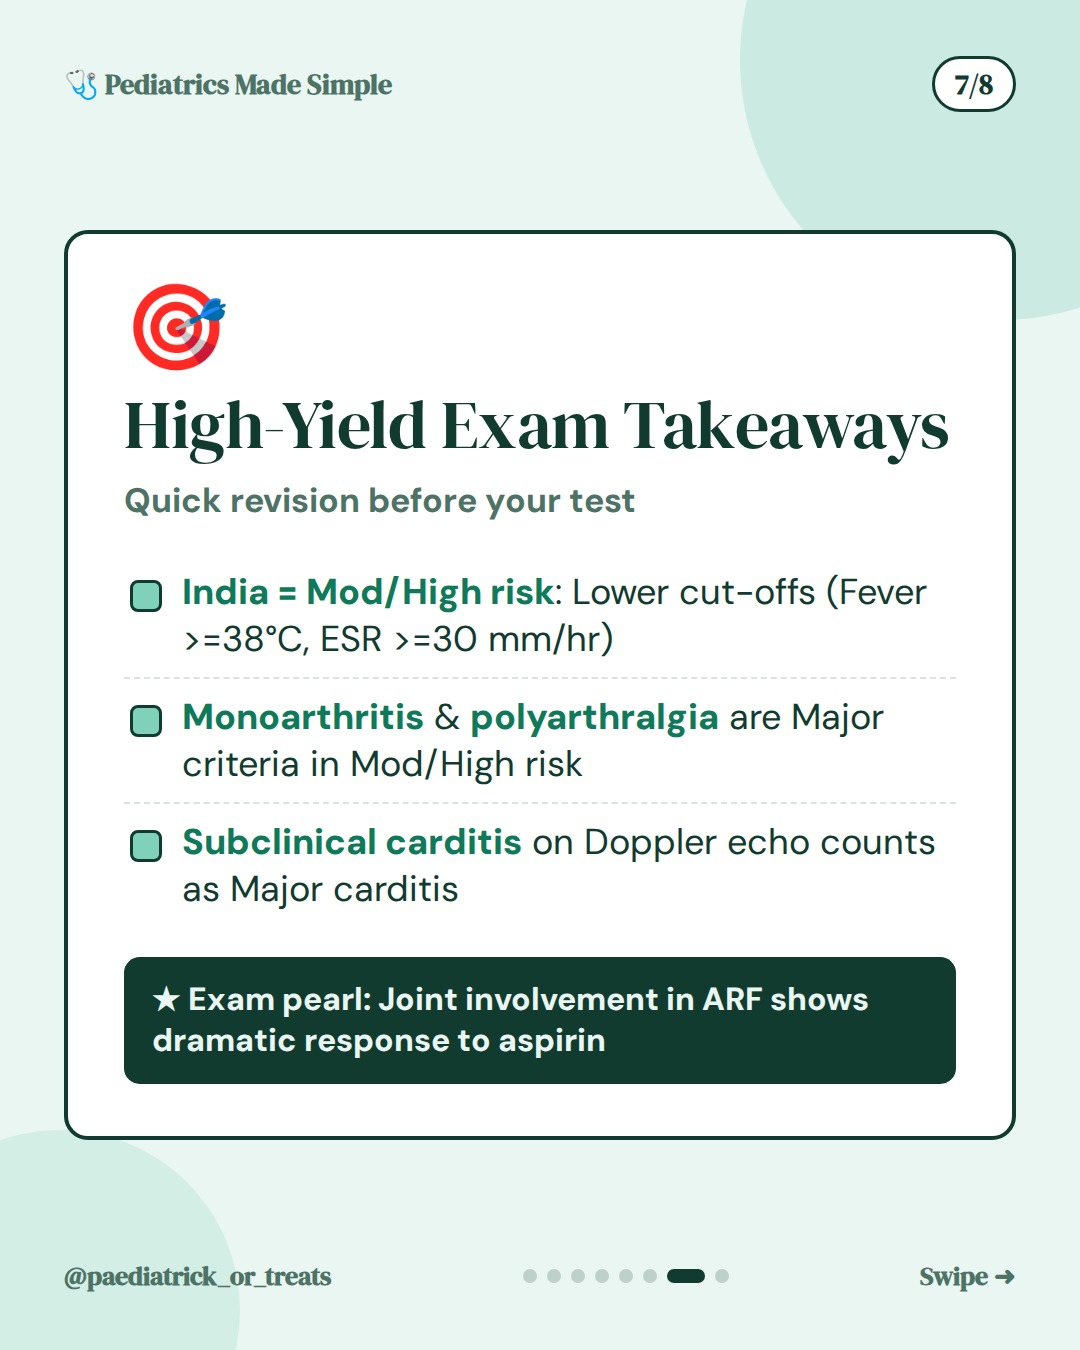 Pediatrics Made Simple
7/8
High-Yield Exam Takeaways
Quick revision before your test
India = Mod/High risk: Lower cut-offs (Fever
>=38°C, ESR >=30 mm/hr)
Monoarthritis & polyarthralgia are Major
criteria in Mod/High risk
Subclinical carditis on Doppler echo counts
as Major carditis
★ Exam pearl: Joint involvement in ARF shows
dramatic response to aspirin
@paediatrick_or_treats
Swipe ➜